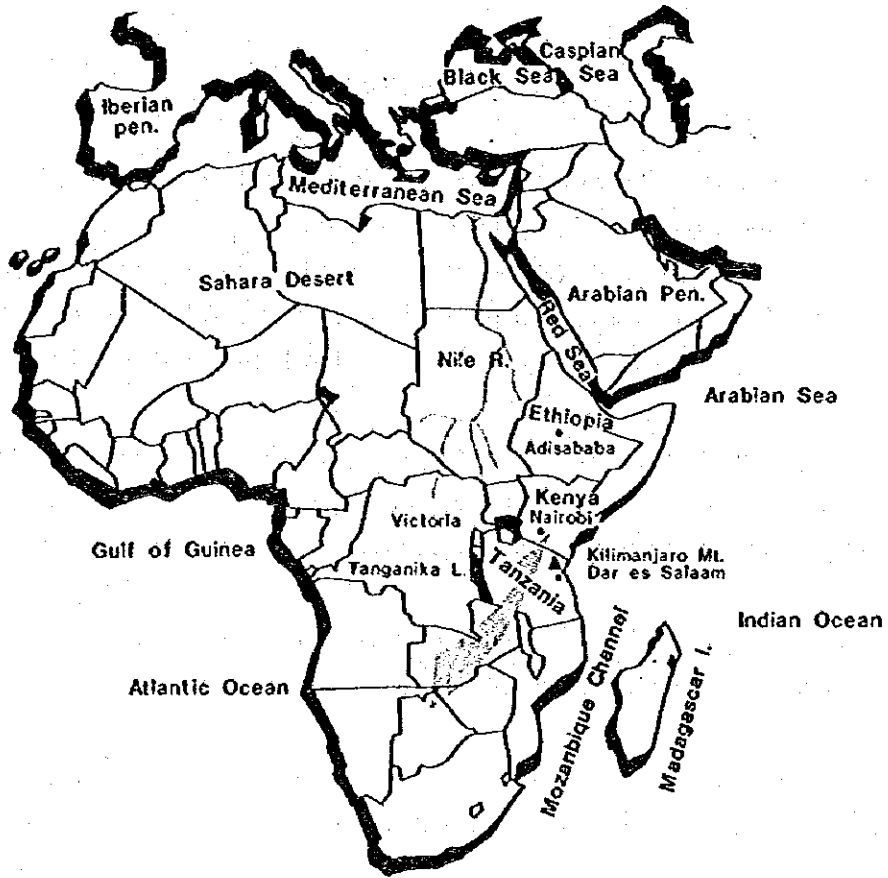 Caspian
Sea
Black Sea
Iberian
pen.
Mediterranean Sea
Sahara Desert
Arabian Pen.
Red Sea
Nile R.
Arabian Sea
Ethiopia
Adisababa
Kenya
Nairobi
Victoria
Gulf of Guinea
Kilimanjaro Mt.
Tanganika L.
Dar es Salaam
Tanzania
Indian Ocean
Atlantic Ocean
Mozanbique Channel
Madagascar I.